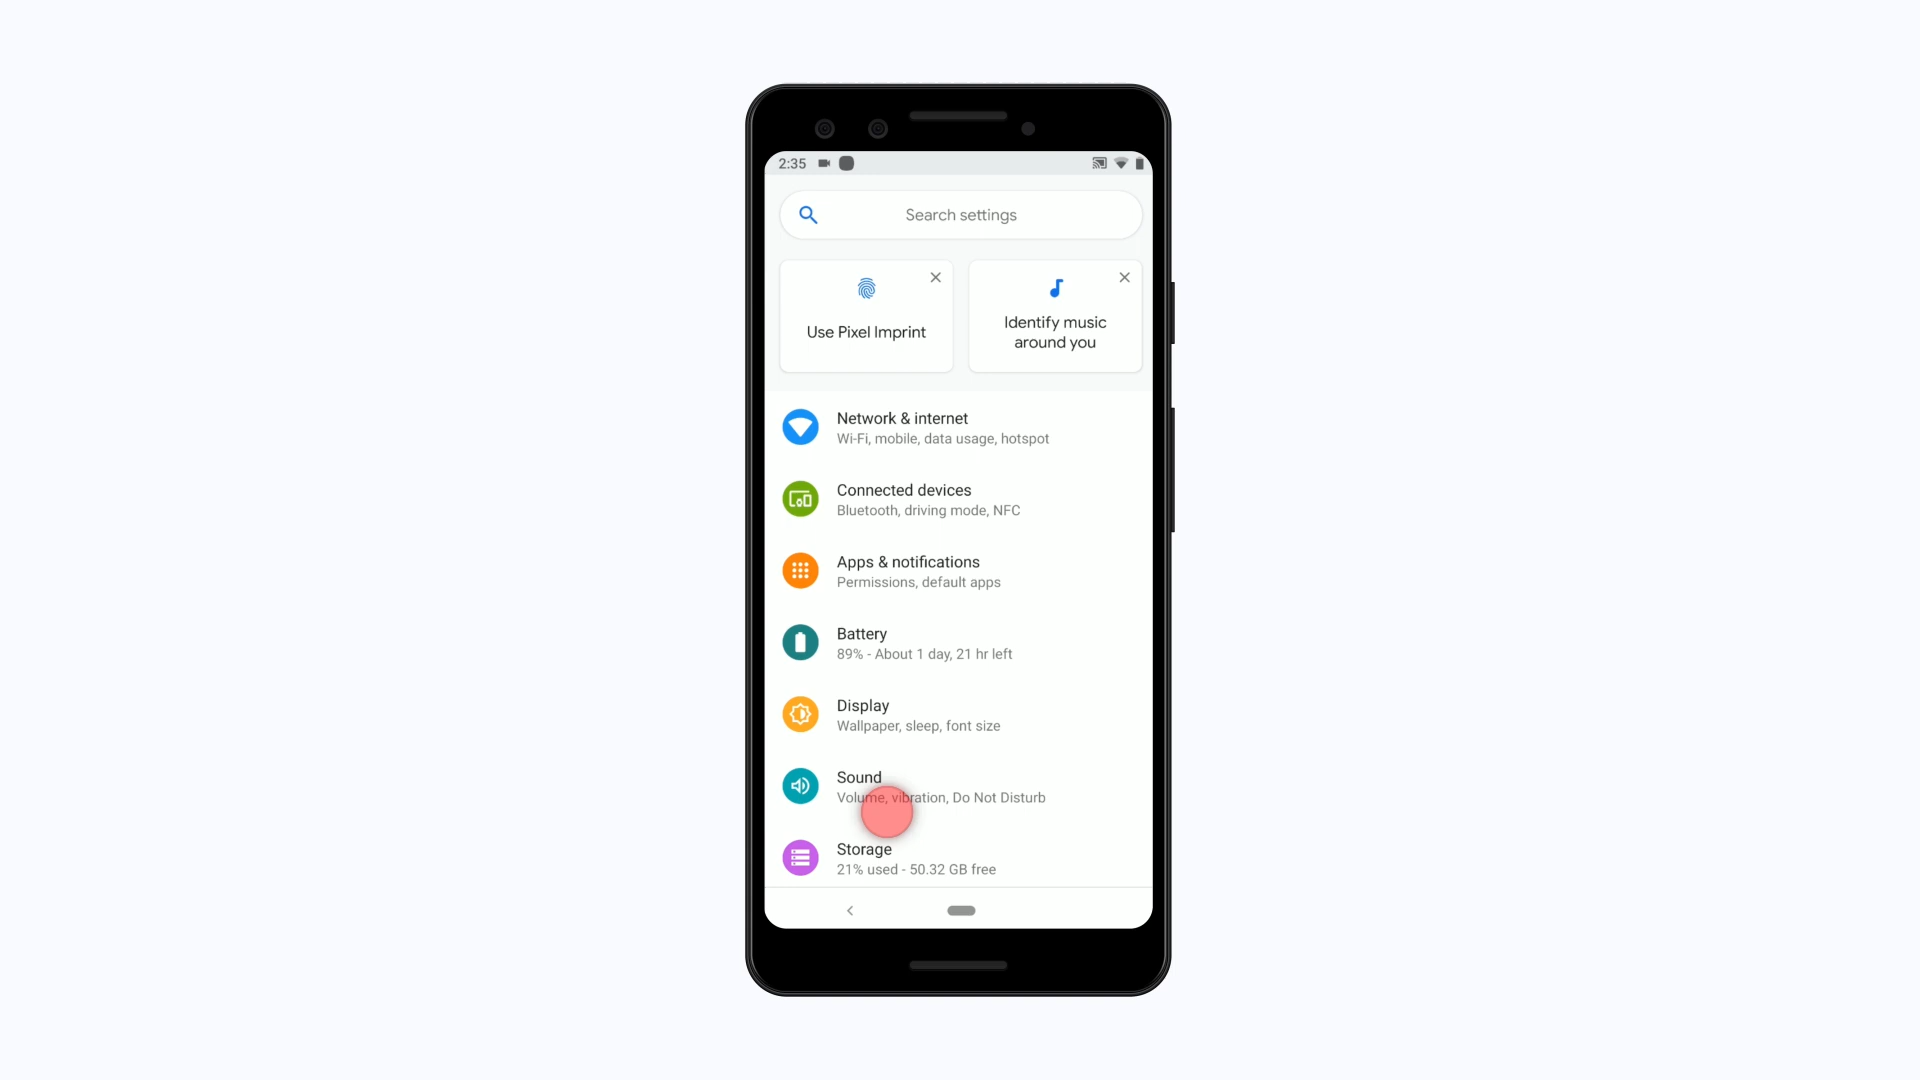 2:35
Search settings
Use Pixel Imprint
Identify music
around you
Network & internet
Wi-Fi, mobile, data usage, hotspot
Connected devices
Bluetooth, driving mode, NFC
Apps & notifications
Permissions, default apps
Battery
89% - About 1 day, 21 hr left
Display
Wallpaper, sleep, font size
Sound
Volume, vibration, Do Not Disturb
Storage
21% used - 50.32 GB free